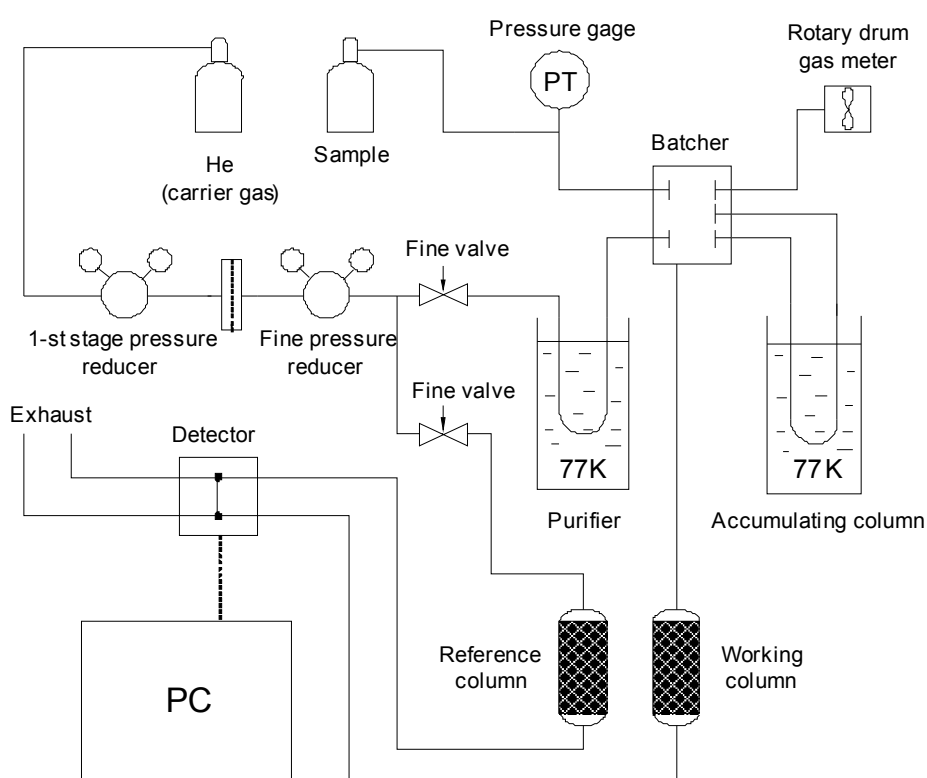 Pressure gage
PT
Rotary drum
gas meter
He
(carrier gas)
Sample
Batcher
Fine valve
1-st stage pressure
reducer
Fine pressure
reducer
Fine valve
Exhaust
Detector
77K
77K
Purifier
Accumulating column
Reference
column
Working
column
PC